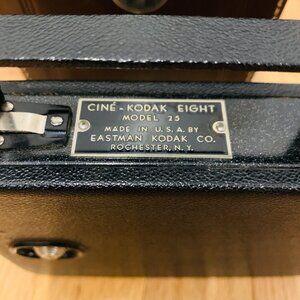 CINÉ-KODAK EIGHT
MODEL 25
MADE IN U.S.A. BY
EASTMAN KODAK CO.
ROCHESTER, N.Y.